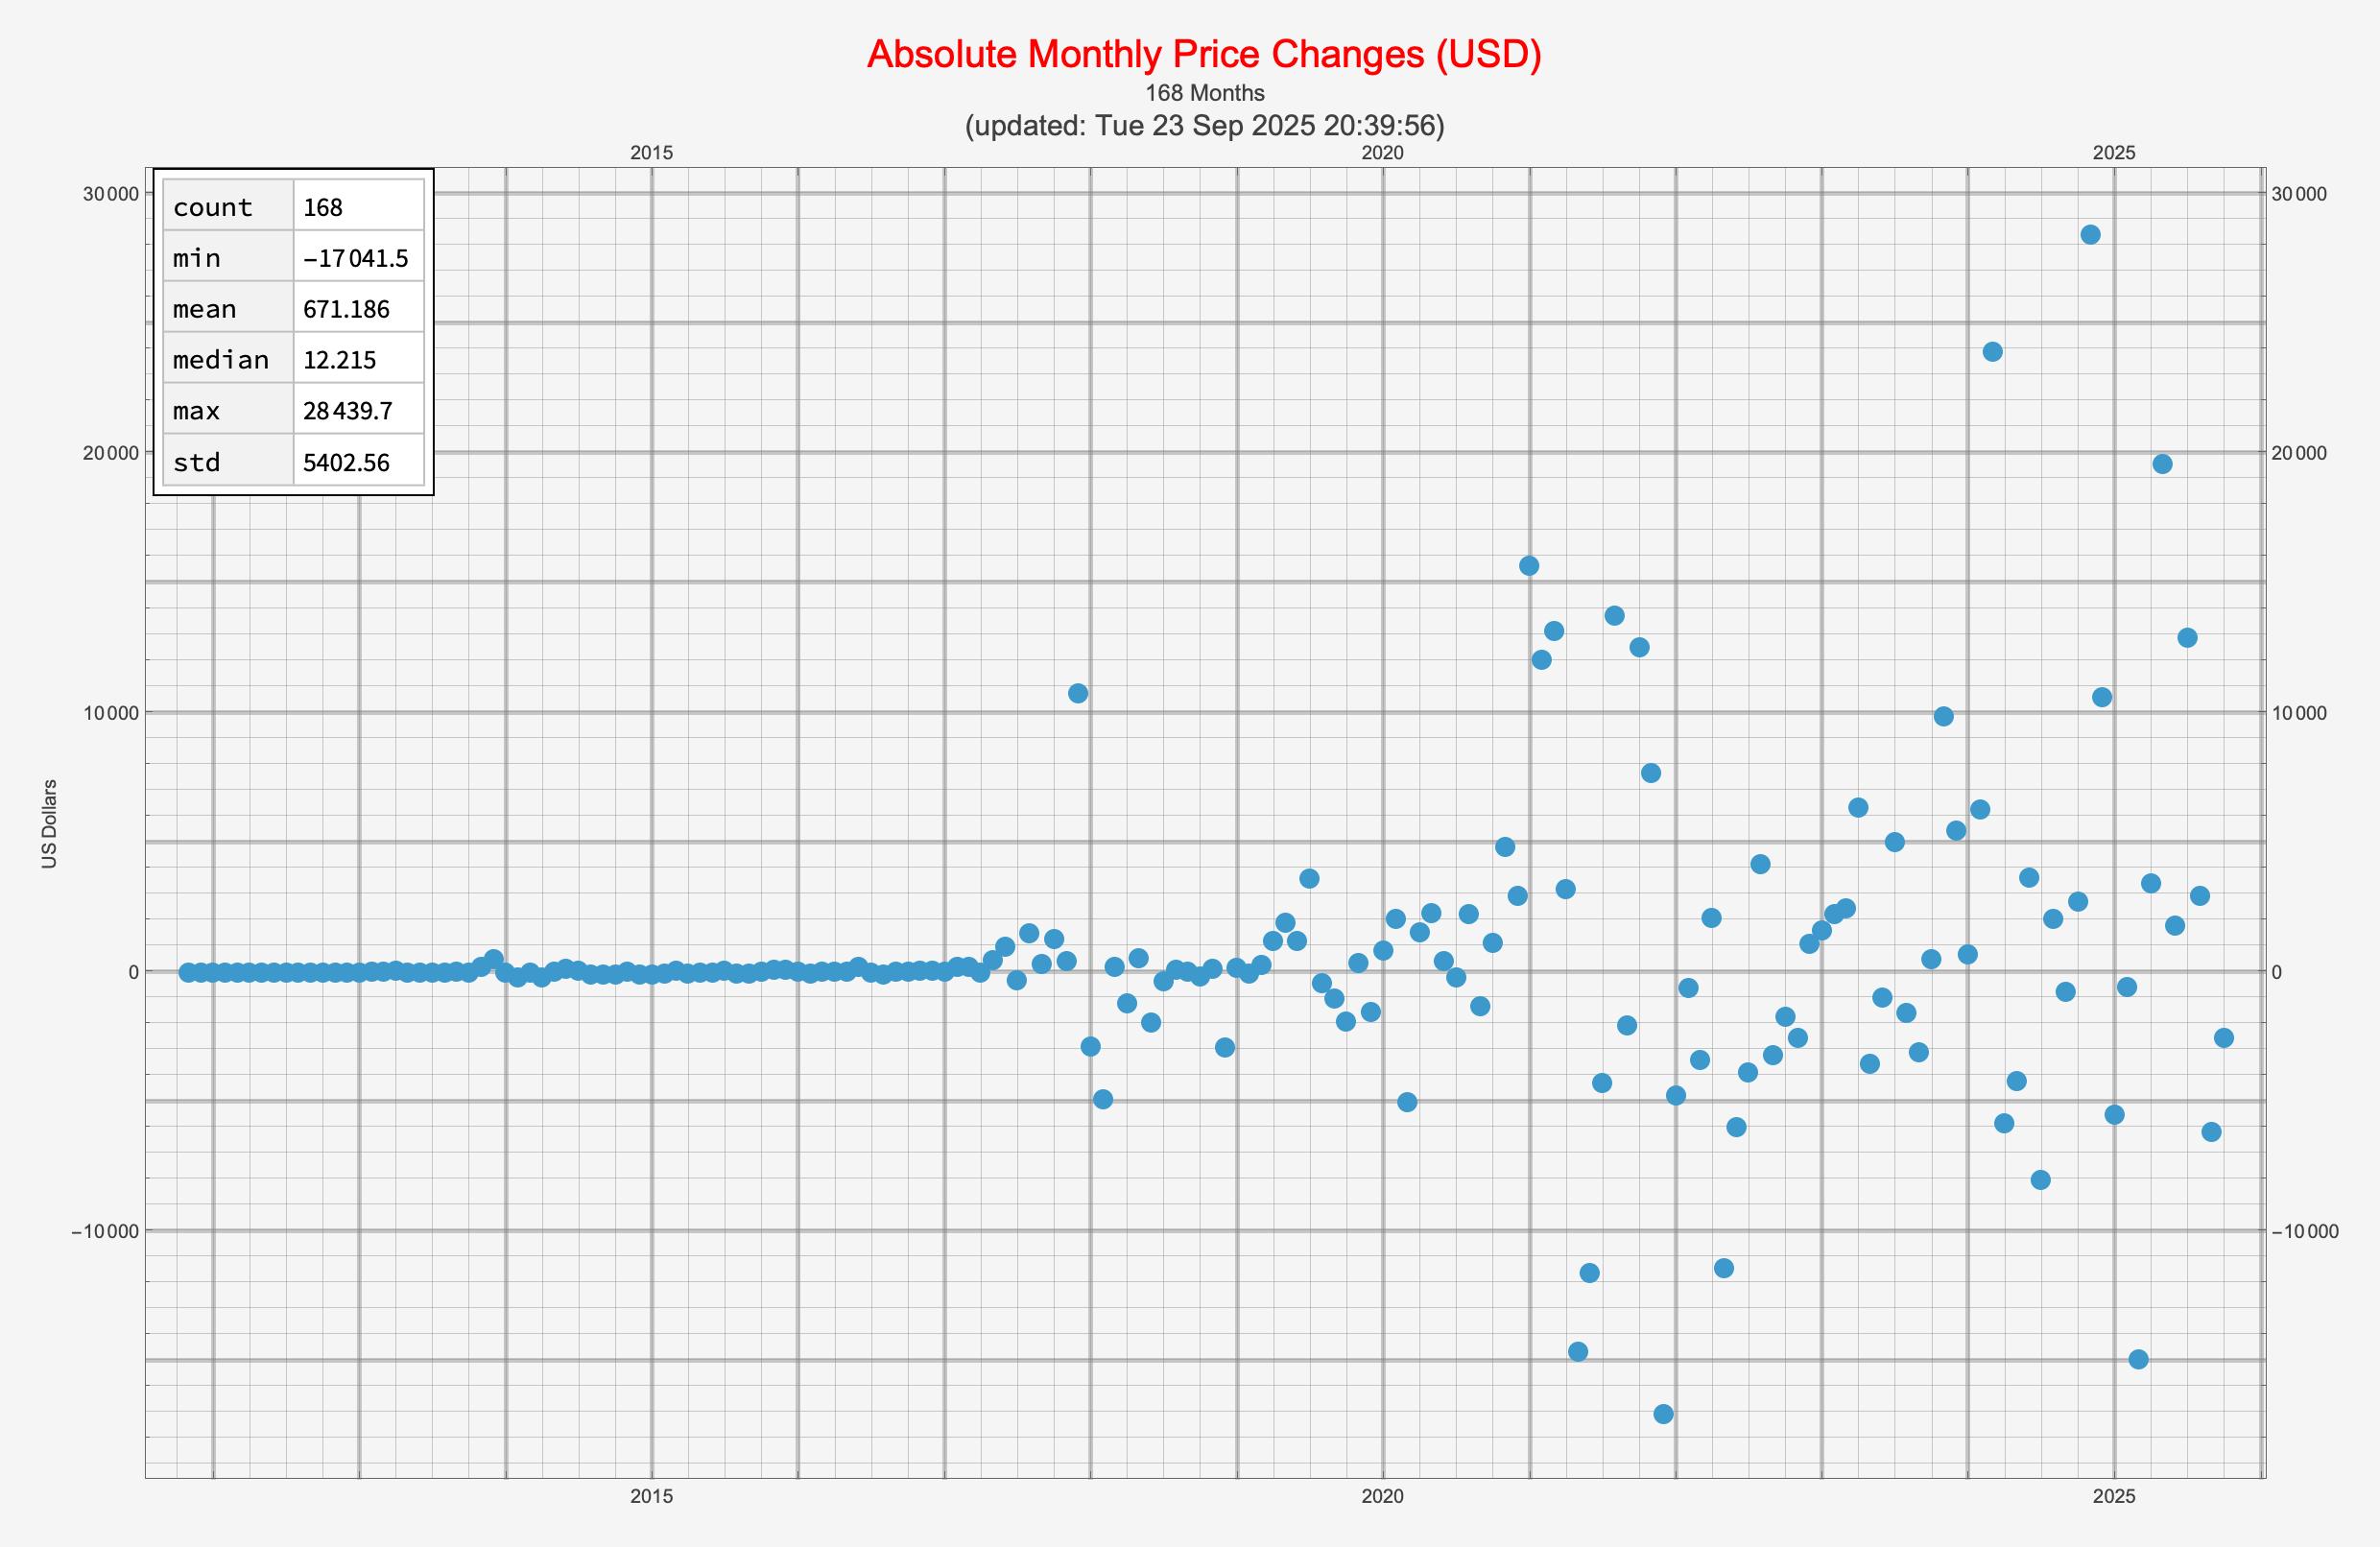 Absolute Monthly Price Changes (USD)
168 Months
(updated: Tue 23 Sep 2025 20:39:56)
2015 2020 2025
count 168
min −17 041.5
mean 671.186
median 12.215
max 28 439.7
std 5402.56
30 000 30 000
20 000 20 000
10 000 10 000
US Dollars
0 0
−10 000 −10 000
2015 2020 2025